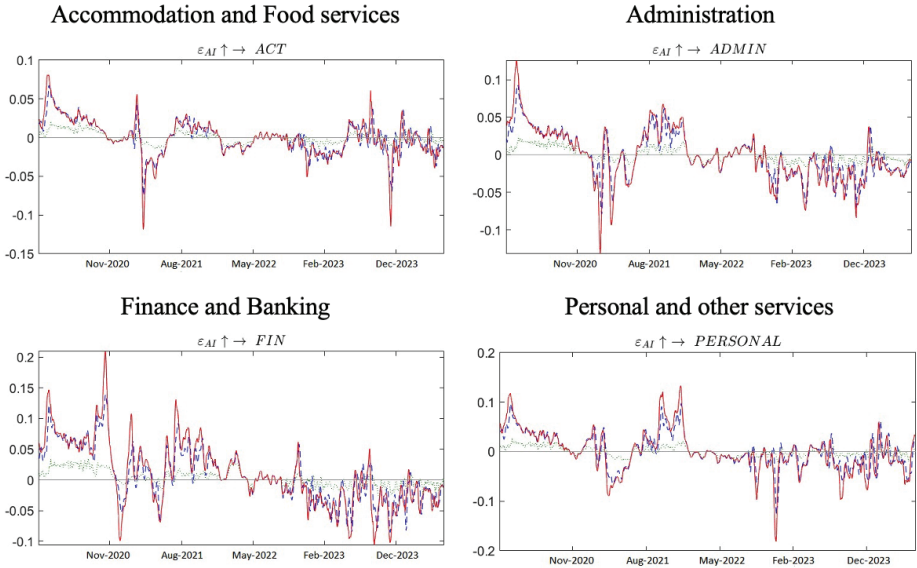 Accommodation and Food services
Administration
ε_AI ↑→ ACT
ε_AI ↑→ ADMIN
0.1
0.05
0
-0.05
-0.1
-0.15
Nov-2020 Aug-2021 May-2022 Feb-2023 Dec-2023
0.1
0.05
0
-0.05
-0.1
Nov-2020 Aug-2021 May-2022 Feb-2023 Dec-2023
Finance and Banking
Personal and other services
ε_AI ↑→ FIN
ε_AI ↑→ PERSONAL
0.2
0.15
0.1
0.05
0
-0.05
-0.1
Nov-2020 Aug-2021 May-2022 Feb-2023 Dec-2023
0.2
0.1
0
-0.1
-0.2
Nov-2020 Aug-2021 May-2022 Feb-2023 Dec-2023